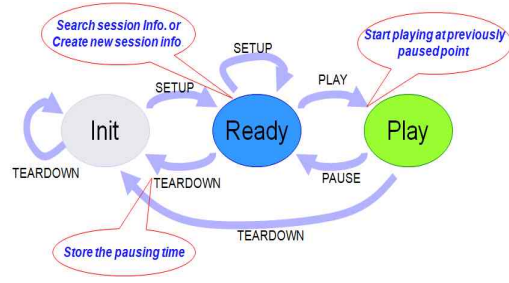 Search session Info. or
Create new session info
Start playing at previously
paused point
SETUP
SETUP
PLAY
Init
Ready
Play
TEARDOWN
TEARDOWN
PAUSE
TEARDOWN
Store the pausing time